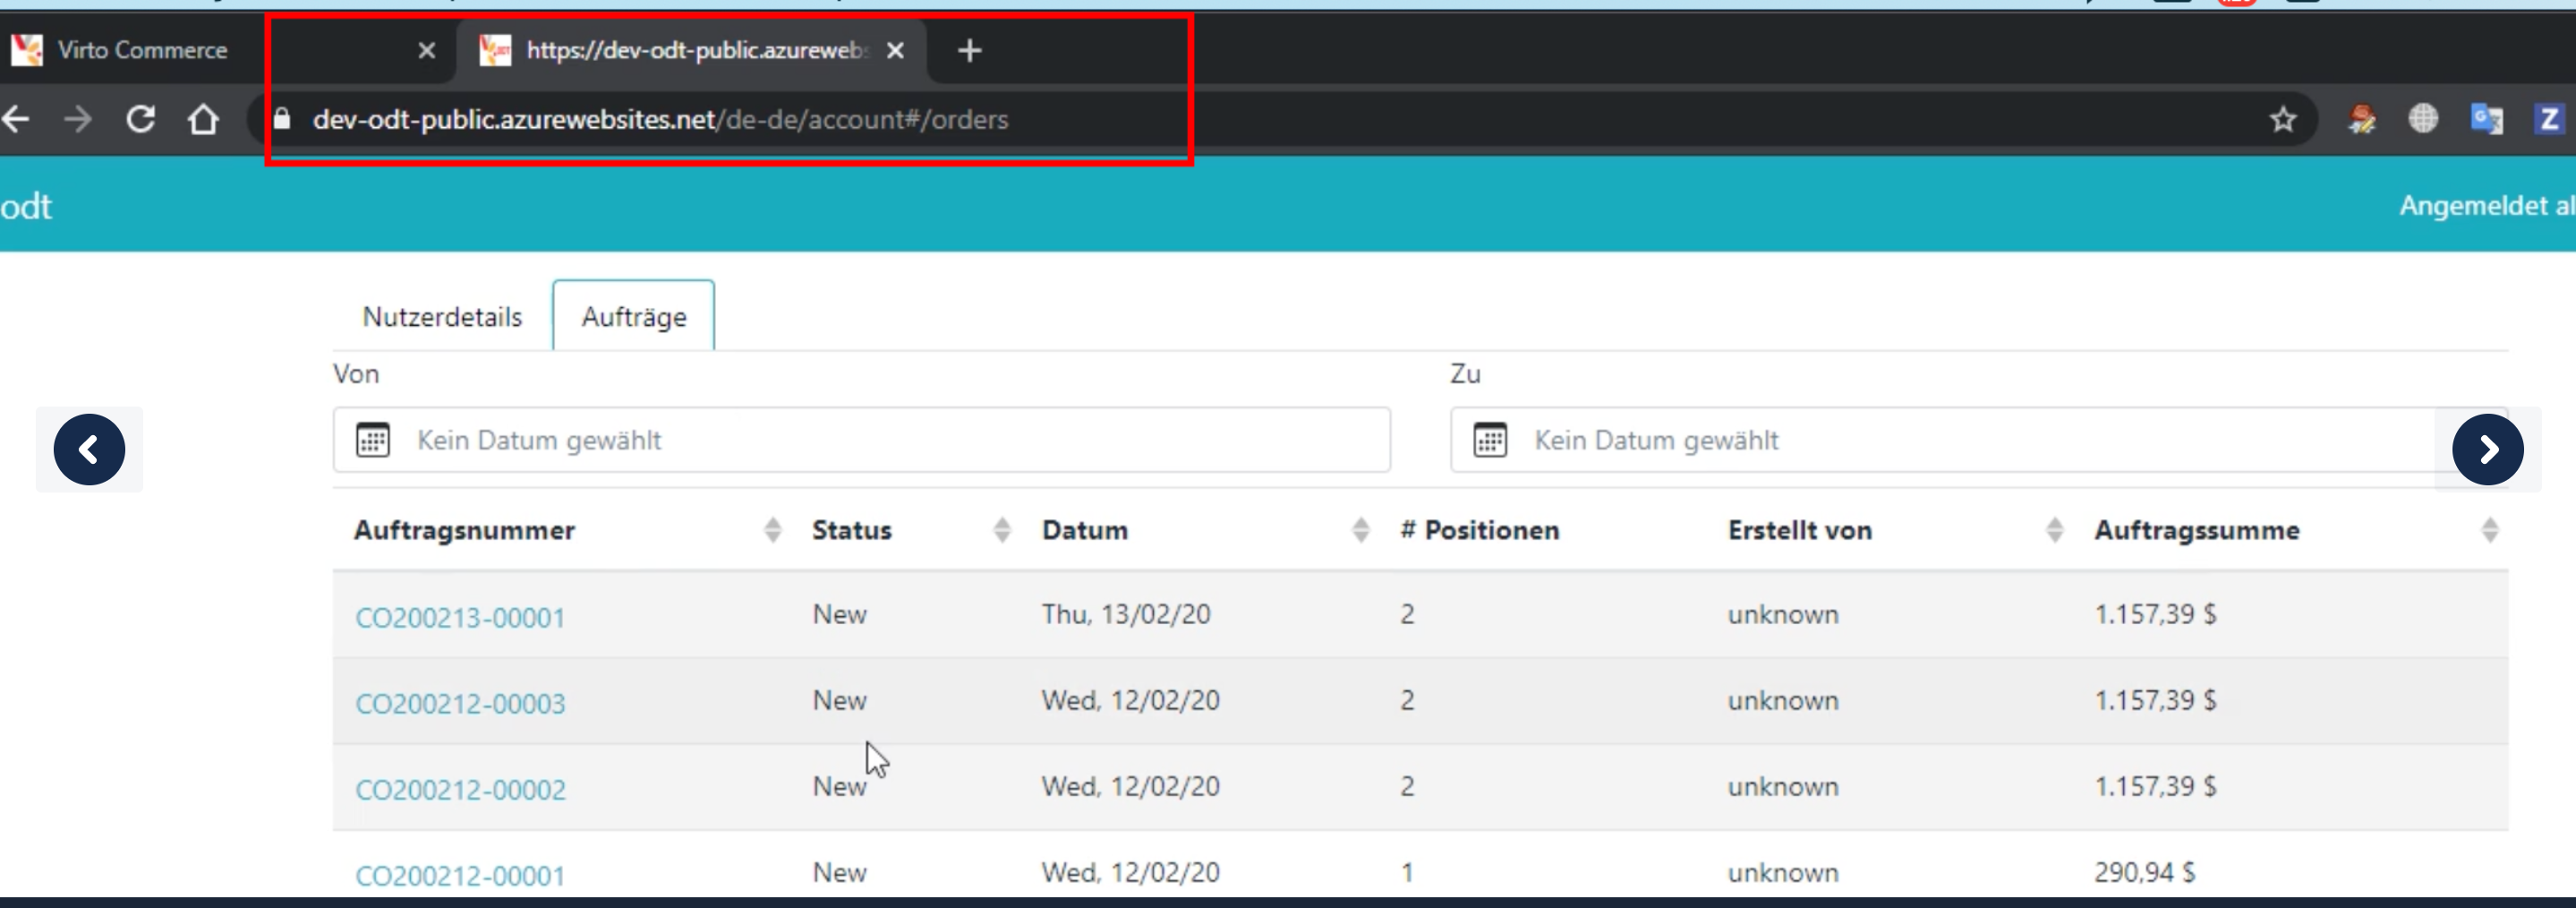 Virto Commerce
https://dev-odt-public.azureweb
dev-odt-public.azurewebsites.net/de-de/account#/orders
Z
odt
Angemeldet al
Nutzerdetails
Aufträge
Von
Zu
Kein Datum gewählt
Kein Datum gewählt
Auftragsnummer Status Datum # Positionen Erstellt von Auftragssumme
CO200213-00001 New Thu, 13/02/20 2 unknown 1.157,39 $
CO200212-00003 New Wed, 12/02/20 2 unknown 1.157,39 $
CO200212-00002 New Wed, 12/02/20 2 unknown 1.157,39 $
CO200212-00001 New Wed, 12/02/20 1 unknown 290,94 $